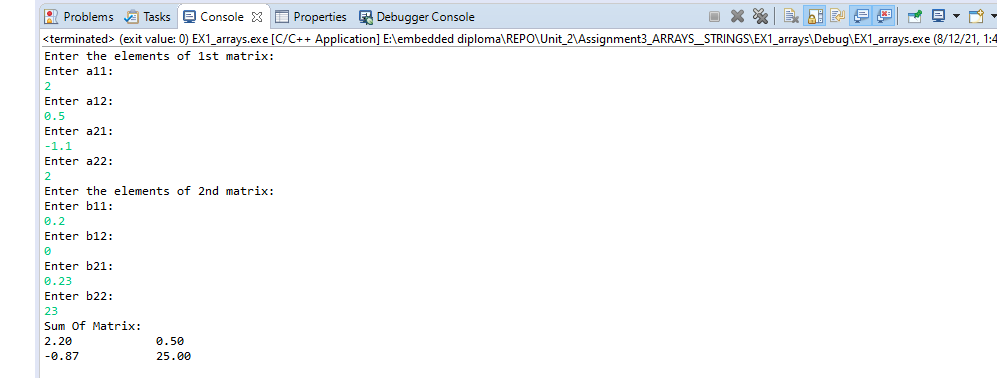 Problems Tasks Console Properties Debugger Console
<terminated> (exit value: 0) EX1_arrays.exe [C/C++ Application] E:\embedded diploma\REPO\Unit_2\Assignment3_ARRAYS__STRINGS\EX1_arrays\Debug\EX1_arrays.exe (8/12/21, 1:4
Enter the elements of 1st matrix:
Enter a11:
2
Enter a12:
0.5
Enter a21:
-1.1
Enter a22:
2
Enter the elements of 2nd matrix:
Enter b11:
0.2
Enter b12:
0
Enter b21:
0.23
Enter b22:
23
Sum Of Matrix:
2.20 0.50
-0.87 25.00